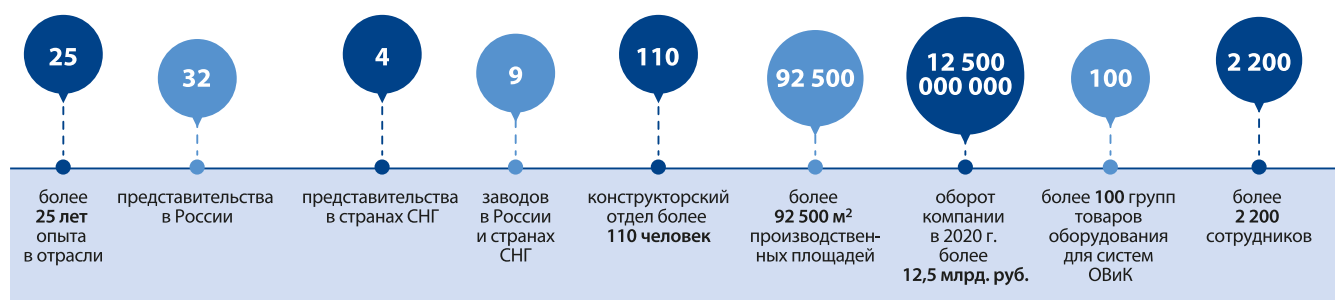 25
более
25 лет
опыта
в отрасли
32
представительства
в России
4
представительства
в странах СНГ
9
заводов
в России
и странах
СНГ
110
конструкторский
отдел более
110 человек
92 500
более
92 500 м²
производствен-
ных площадей
12 500
000 000
оборот
компании
в 2020 г.
более
12,5 млрд. руб.
100
более 100 групп
товаров
оборудования
для систем
ОВиК
2 200
более
2 200
сотрудников